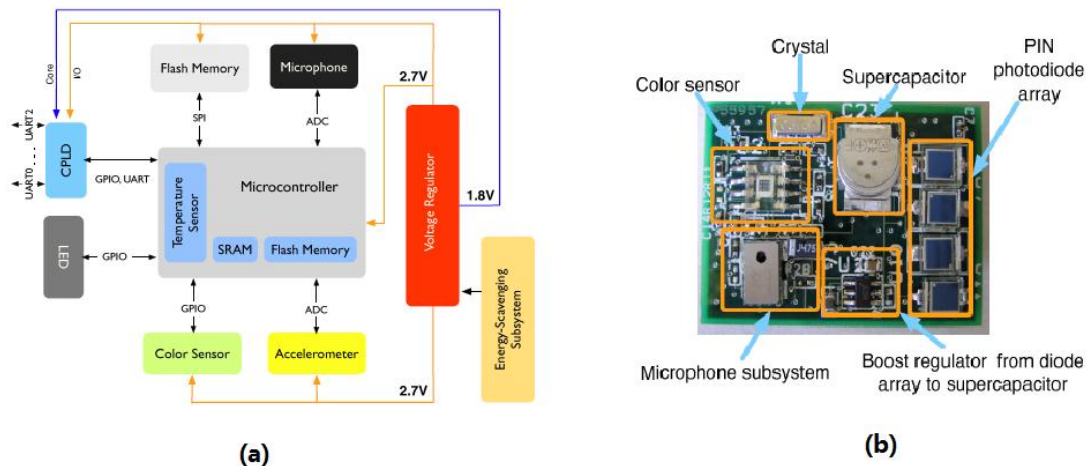 Core
I/O
Flash Memory
Microphone
2.7V
UART2
UART0
CPLD
SPI
ADC
GPIO, UART
Microcontroller
Temperature
Sensor
SRAM
Flash Memory
Voltage Regulator
1.8V
LED
GPIO
GPIO
ADC
Energy-Scavenging
Subsystem
Color Sensor
Accelerometer
2.7V
(a)
Crystal
PIN
photodiode
array
Color sensor
Supercapacitor
C23
J475
Microphone subsystem
Boost regulator from diode
array to supercapacitor
(b)